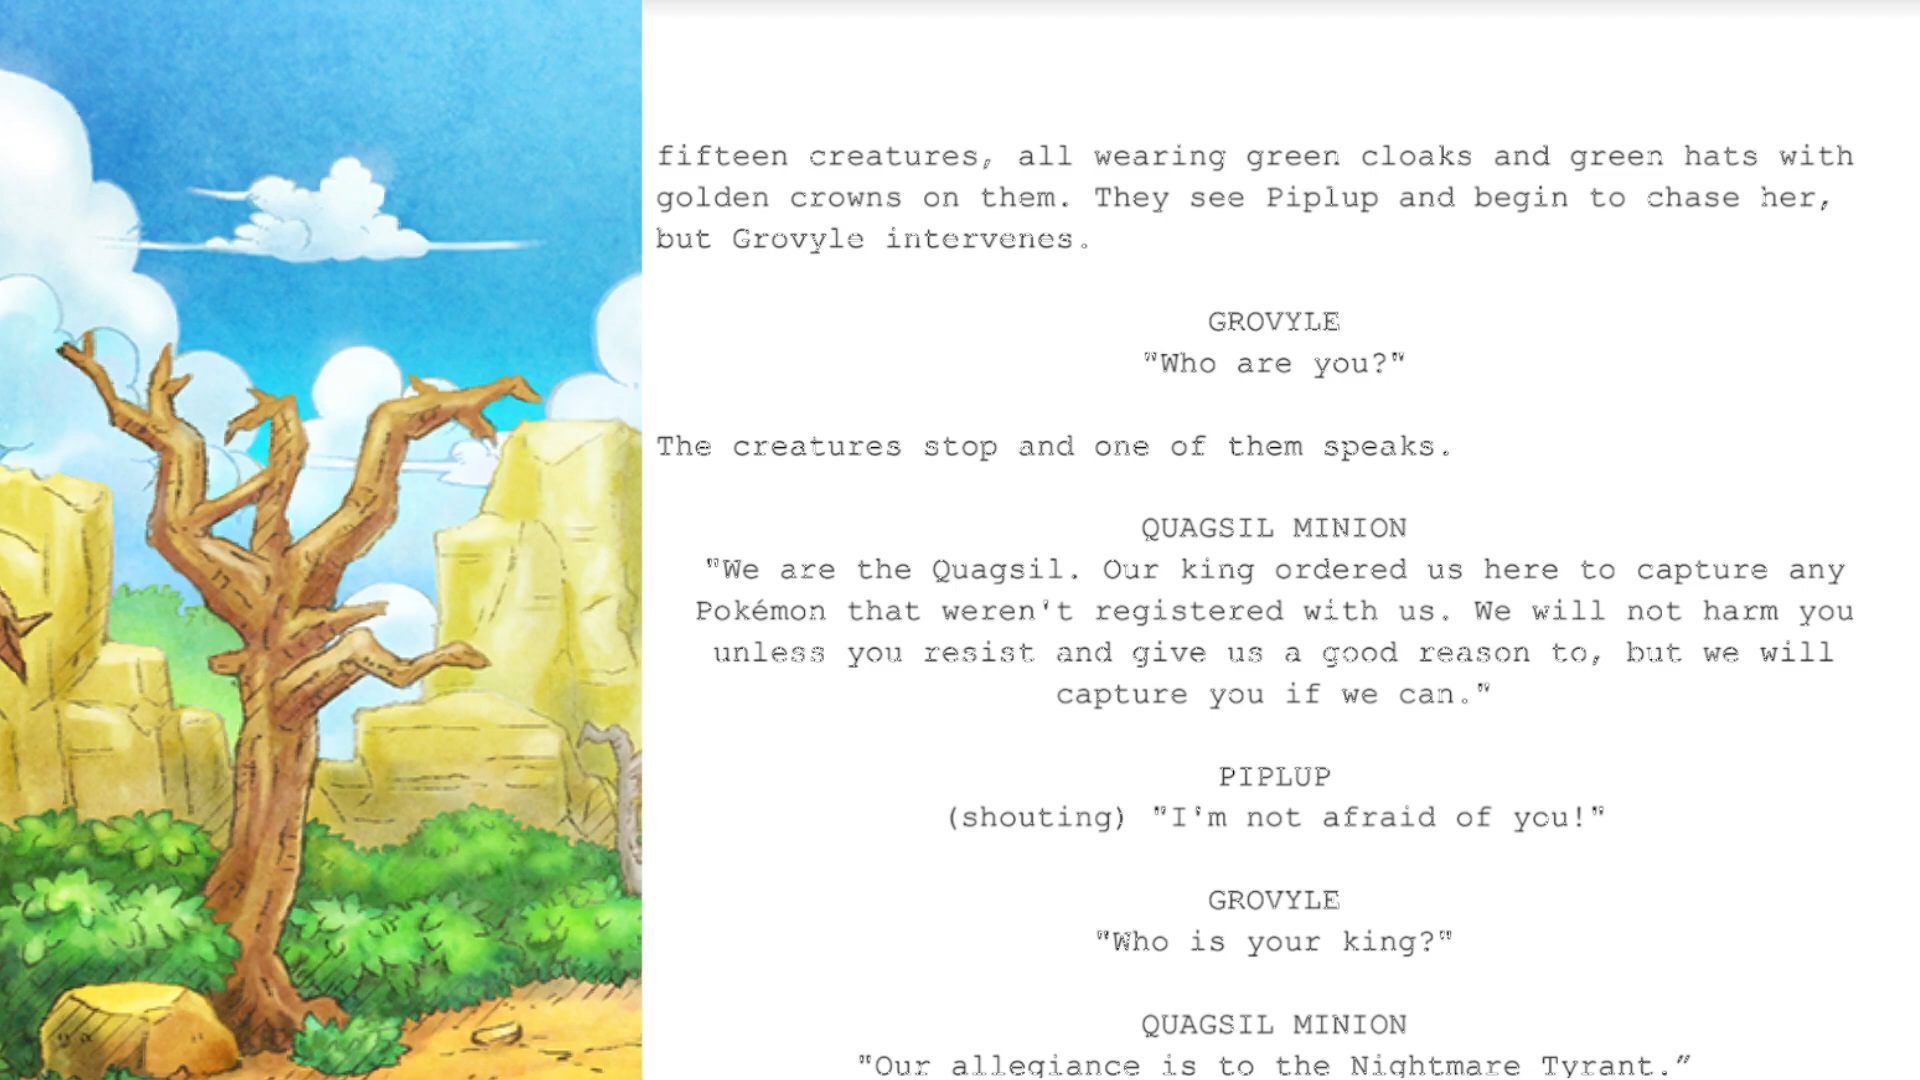 fifteen creatures, all wearing green cloaks and green hats with
golden crowns on them. They see Piplup and begin to chase her,
but Grovyle intervenes.
GROVYLE
"Who are you?"
The creatures stop and one of them speaks.
QUAGSIL MINION
"We are the Quagsil. Our king ordered us here to capture any
Pokémon that weren't registered with us. We will not harm you
unless you resist and give us a good reason to, but we will
capture you if we can."
PIPLUP
(shouting) "I'm not afraid of you!"
GROVYLE
"Who is your king?"
QUAGSIL MINION
"Our allegiance is to the Nightmare Tyrant.”